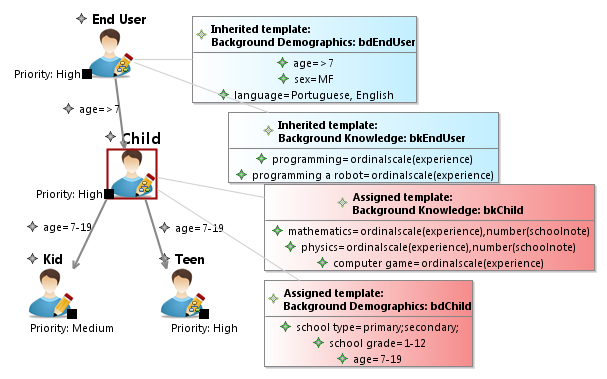 End User
Priority: High
age=>7
Inherited template:
Background Demographics: bdEndUser
age=>7
sex=MF
language=Portuguese, English
Inherited template:
Background Knowledge: bkEndUser
programming=ordinalscale(experience)
programming a robot=ordinalscale(experience)
Child
Priority: High
Assigned template:
Background Knowledge: bkChild
mathematics=ordinalscale(experience),number(schoolnote)
physics=ordinalscale(experience),number(schoolnote)
computer game=ordinalscale(experience)
age=7-19
age=7-19
Kid
Priority: Medium
Teen
Priority: High
Assigned template:
Background Demographics: bdChild
school type=primary;secondary;
school grade=1-12
age=7-19